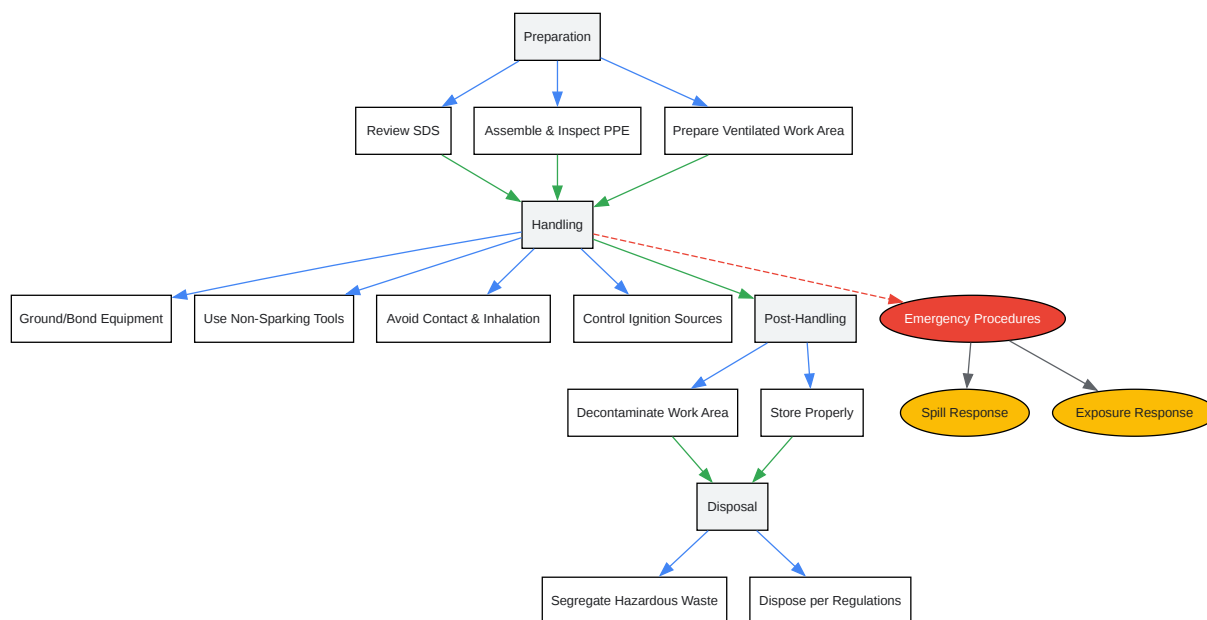 Preparation
Review SDS
Assemble & Inspect PPE
Prepare Ventilated Work Area
Handling
Ground/Bond Equipment
Use Non-Sparking Tools
Avoid Contact & Inhalation
Control Ignition Sources
Post-Handling
Emergency Procedures
Decontaminate Work Area
Store Properly
Spill Response
Exposure Response
Disposal
Segregate Hazardous Waste
Dispose per Regulations